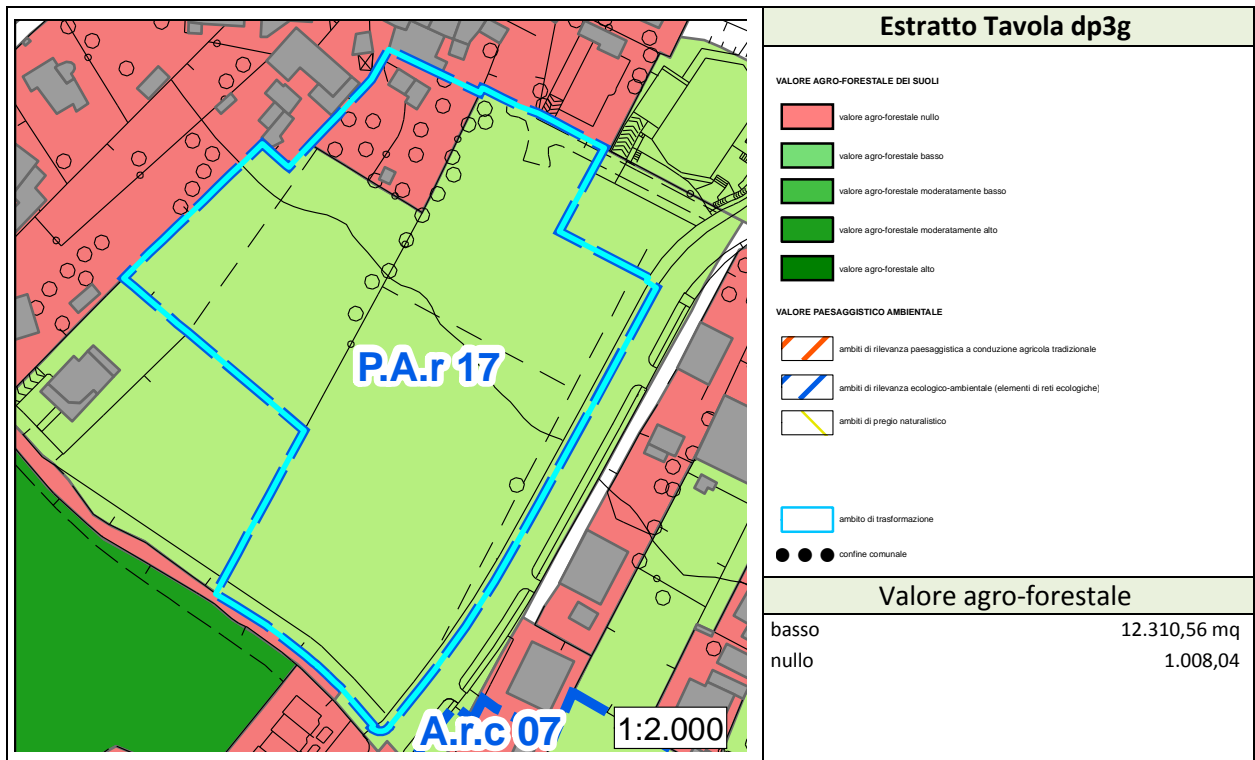 P.A.r 17
A.r.c 07
1:2.000
Estratto Tavola dp3g
VALORE AGRO-FORESTALE DEI SUOLI
valore agro-forestale nullo
valore agro-forestale basso
valore agro-forestale moderatamente basso
valore agro-forestale moderatamente alto
valore agro-forestale alto
VALORE PAESAGGISTICO AMBIENTALE
ambiti di rilevanza paesaggistica a conduzione agricola tradizionale
ambiti di rilevanza ecologico-ambientale (elementi di reti ecologiche)
ambiti di pregio naturalistico
ambito di trasformazione
confine comunale
Valore agro-forestale
basso 12.310,56 mq
nullo 1.008,04